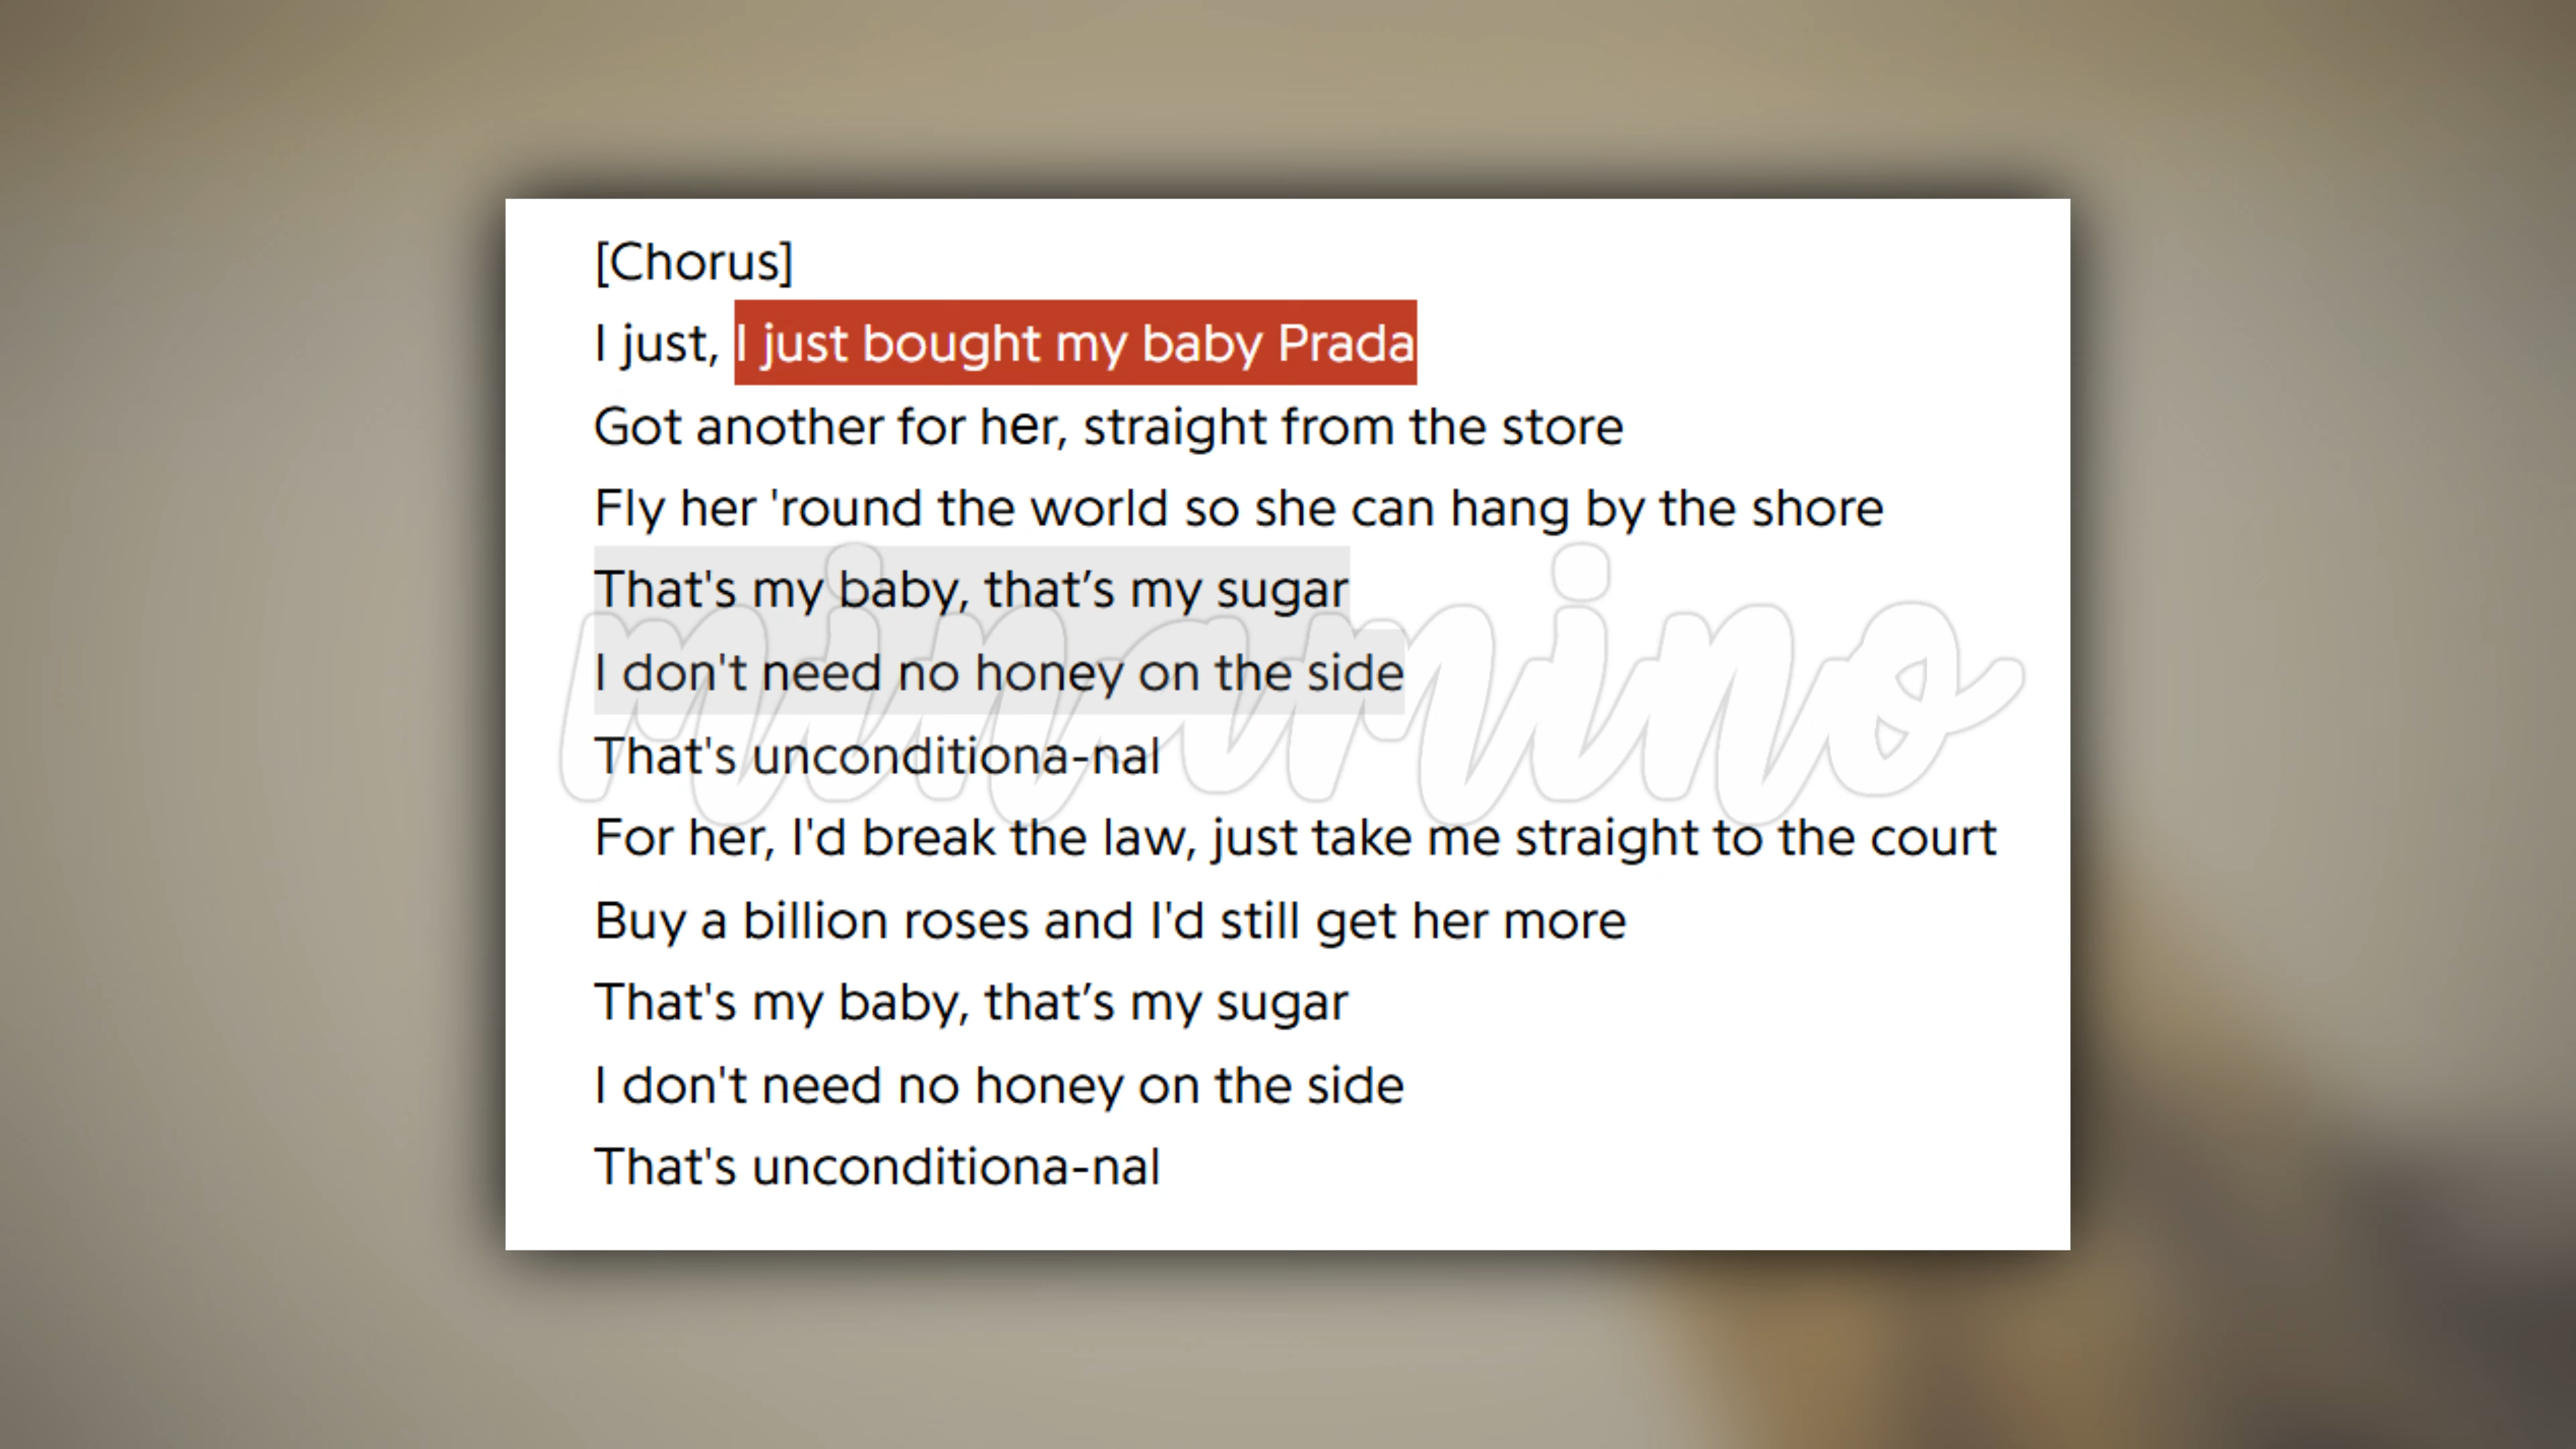 [Chorus]
I just, I just bought my baby Prada
Got another for her, straight from the store
Fly her 'round the world so she can hang by the shore
That's my baby, that’s my sugar
I don't need no honey on the side
minamino
That's unconditiona-nal
For her, I'd break the law, just take me straight to the court
Buy a billion roses and I'd still get her more
That's my baby, that’s my sugar
I don't need no honey on the side
That's unconditiona-nal